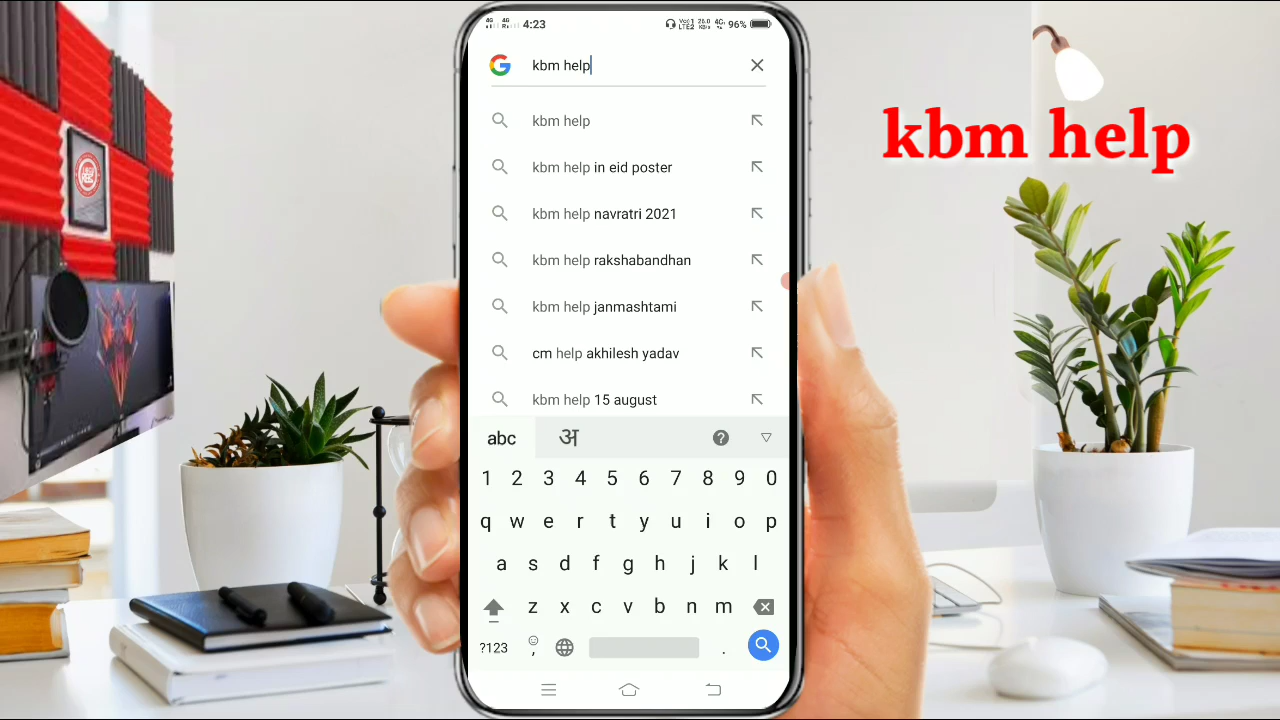 4:23
96%
kbm help
kbm help
kbm help
kbm help in eid poster
kbm help navratri 2021
kbm help rakshabandhan
kbm help janmashtami
cm help akhilesh yadav
kbm help 15 august
abc अ ?
1 2 3 4 5 6 7 8 9 0
q w e r t y u i o p
a s d f g h j k l
z x c v b n m
?123 , .